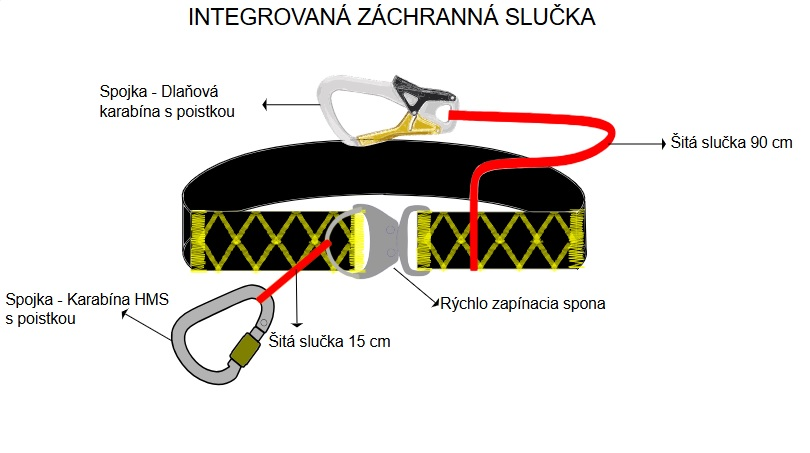 INTEGROVANÁ ZÁCHRANNÁ SLUČKA
Spojka - Dlaňová
karabína s poistkou
Šitá slučka 90 cm
Spojka - Karabína HMS
s poistkou
Rýchlo zapínacia spona
Šitá slučka 15 cm